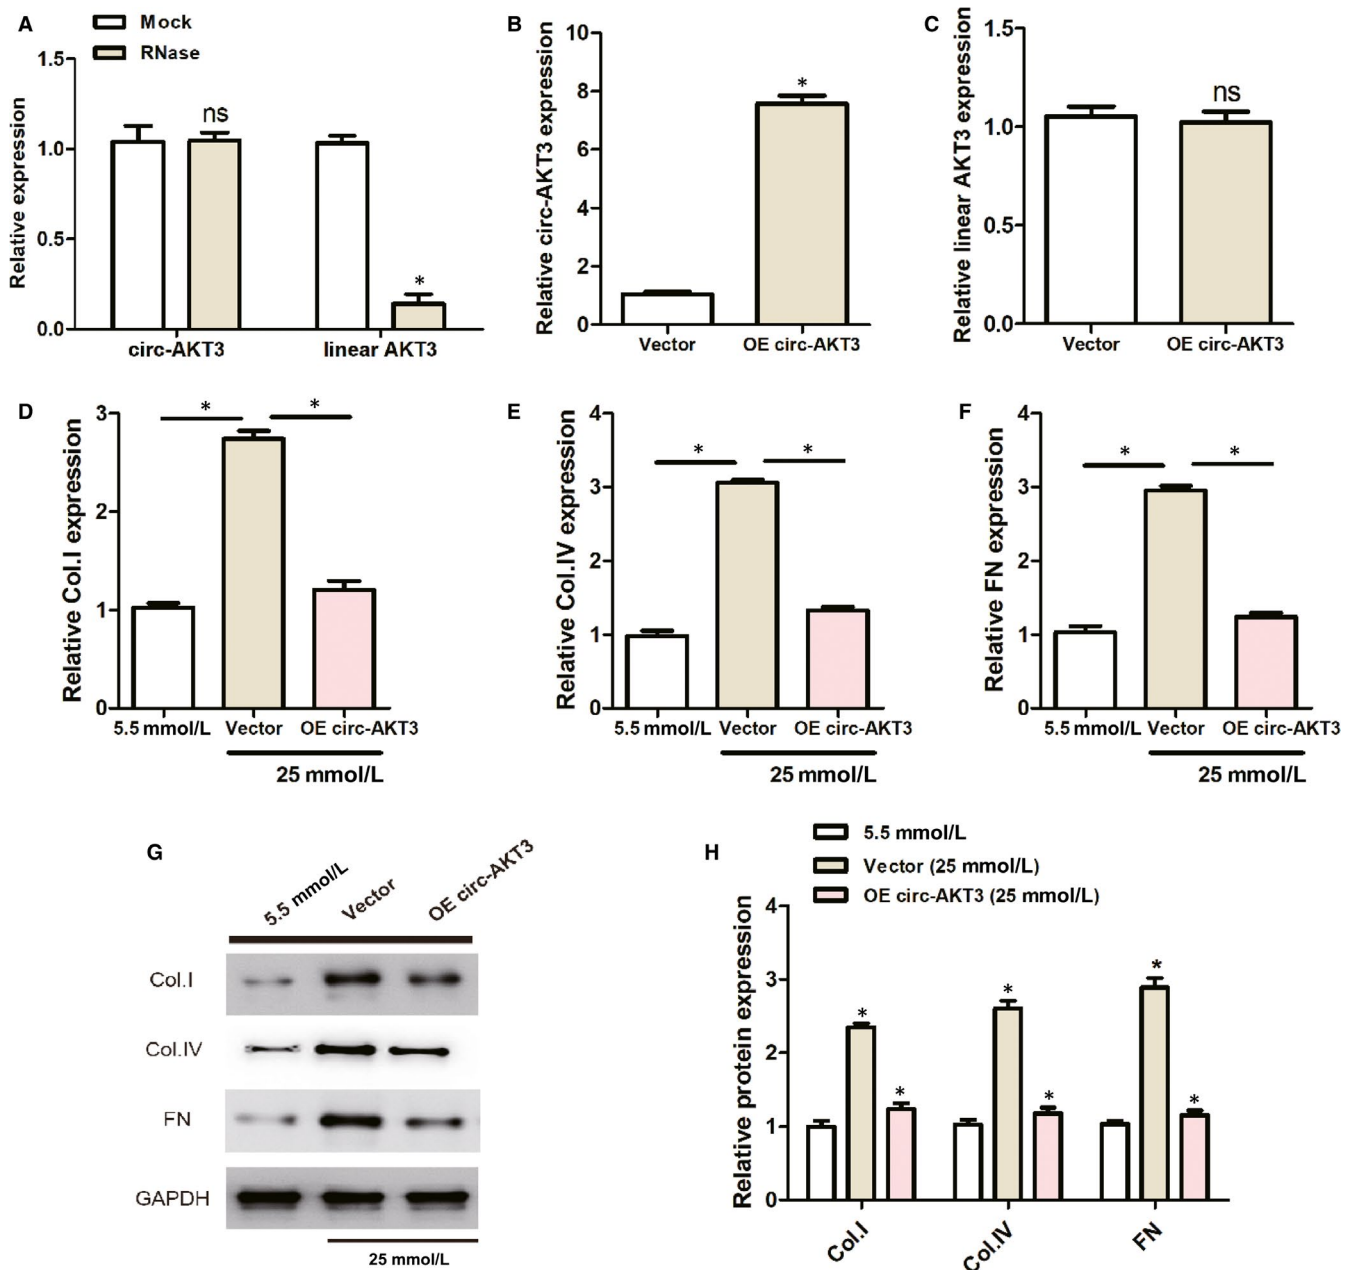 A
Mock
RNase
Relative expression
1.5
1.0
0.5
0.0
ns
*
circ-AKT3
linear AKT3
B
Relative circ-AKT3 expression
10
8
6
4
2
0
*
Vector
OE circ-AKT3
C
Relative linear AKT3 expression
1.5
1.0
0.5
0.0
ns
Vector
OE circ-AKT3
D
Relative Col.I expression
3
2
1
0
*
*
5.5 mmol/L
Vector
OE circ-AKT3
25 mmol/L
E
Relative Col.IV expression
4
3
2
1
0
*
*
5.5 mmol/L
Vector
OE circ-AKT3
25 mmol/L
F
Relative FN expression
4
3
2
1
0
*
*
5.5 mmol/L
Vector
OE circ-AKT3
25 mmol/L
G
5.5 mmol/L
Vector
OE circ-AKT3
Col.I
Col.IV
FN
GAPDH
25 mmol/L
H
5.5 mmol/L
Vector (25 mmol/L)
OE circ-AKT3 (25 mmol/L)
Relative protein expression
4
3
2
1
0
*
*
*
*
*
*
Col.I
Col.IV
FN